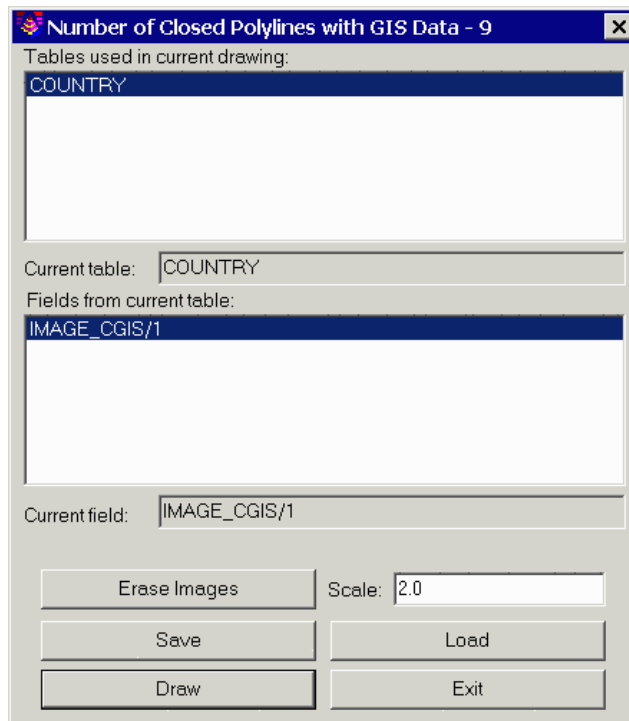 Number of Closed Polylines with GIS Data - 9
Tables used in current drawing:
COUNTRY
Current table: COUNTRY
Fields from current table:
IMAGE_CGIS/1
Current field: IMAGE_CGIS/1
Erase Images Scale: 2.0
Save Load
Draw Exit